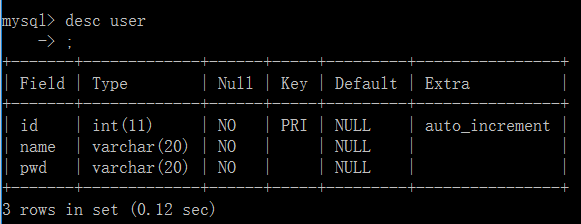 mysql> desc user
    -> ;
+-------+-------------+------+-----+---------+----------------+
| Field | Type        | Null | Key | Default | Extra          |
+-------+-------------+------+-----+---------+----------------+
| id    | int(11)     | NO   | PRI | NULL    | auto_increment |
| name  | varchar(20) | NO   |     | NULL    |                |
| pwd   | varchar(20) | NO   |     | NULL    |                |
+-------+-------------+------+-----+---------+----------------+
3 rows in set (0.12 sec)